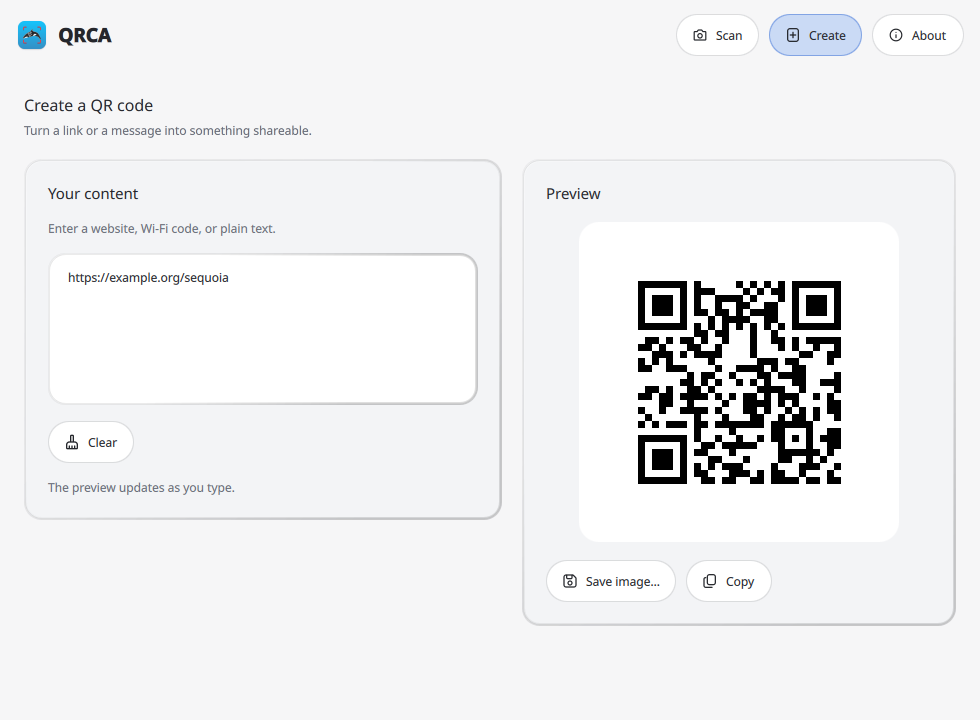 QRCA
Scan
Create
About
Create a QR code
Turn a link or a message into something shareable.
Your content
Enter a website, Wi-Fi code, or plain text.
https://example.org/sequoia
Clear
The preview updates as you type.
Preview
Save image...
Copy